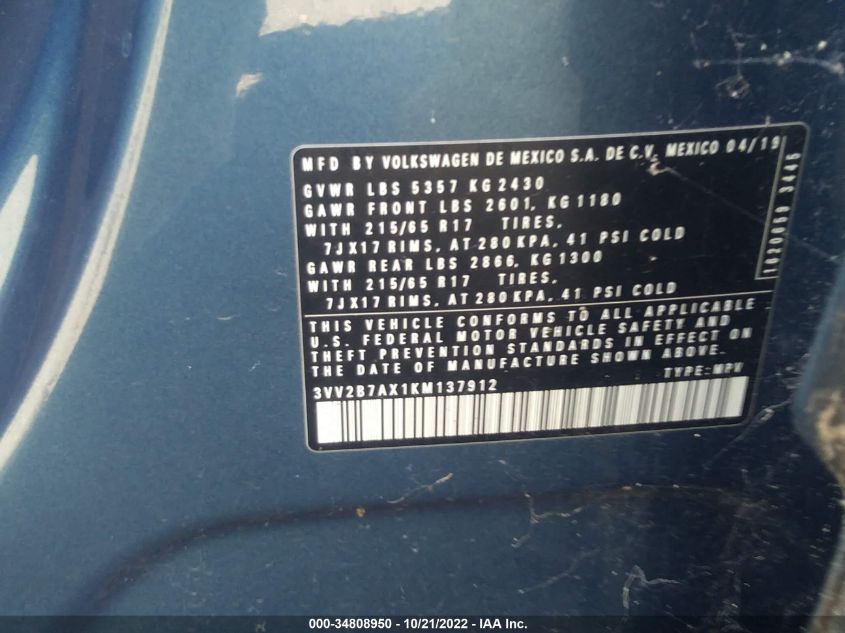 MFD BY VOLKSWAGEN DE MEXICO S.A. DE C.V. MEXICO 04/19
GVWR LBS 5357 KG 2430
GAWR FRONT LBS 2601, KG 1180
WITH 215/65 R17 TIRES,
7JX17 RIMS, AT 280 KPA, 41 PSI COLD
GAWR REAR LBS 2866, KG 1300
WITH 215/65 R17 TIRES,
7JX17 RIMS, AT 280 KPA, 41 PSI COLD
THIS VEHICLE CONFORMS TO ALL APPLICABLE
U.S. FEDERAL MOTOR VEHICLE SAFETY AND
THEFT PREVENTION STANDARDS IN EFFECT ON
THE DATE OF MANUFACTURE SHOWN ABOVE.
TYPE:MPV
3VV2B7AX1KM137912
3445
000-34808950 - 10/21/2022 - IAA Inc.